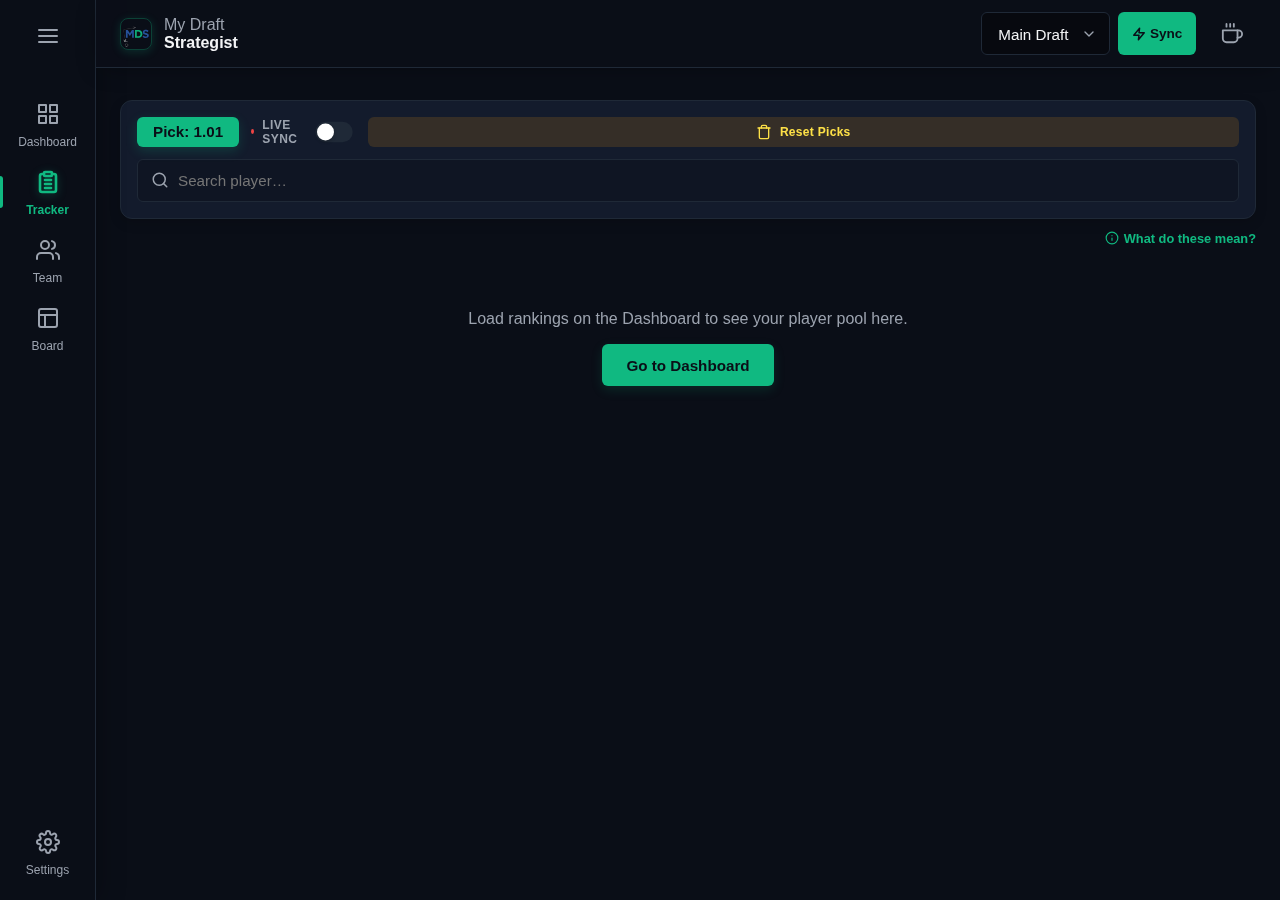 MDS
My Draft
Strategist
Main Draft
Sync
Dashboard
Tracker
Team
Board
Settings
Pick: 1.01
LIVE
SYNC
Reset Picks
Search player…
What do these mean?
Load rankings on the Dashboard to see your player pool here.
Go to Dashboard